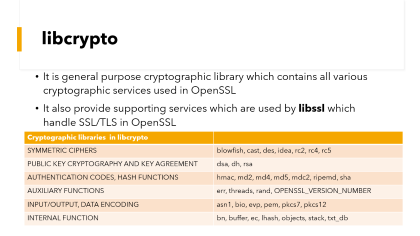 libcrypto
• It is general purpose cryptographic library which contains all various
cryptographic services used in OpenSSL
• It also provide supporting services which are used by libssl which
handle SSL/TLS in OpenSSL
Cryptographic libraries in libcrypto
SYMMETRIC CIPHERS blowfish, cast, des, idea, rc2, rc4, rc5
PUBLIC KEY CRYPTOGRAPHY AND KEY AGREEMENT dsa, dh, rsa
AUTHENTICATION CODES, HASH FUNCTIONS hmac, md2, md4, md5, mdc2, ripemd, sha
AUXILIARY FUNCTIONS err, threads, rand, OPENSSL_VERSION_NUMBER
INPUT/OUTPUT, DATA ENCODING asn1, bio, evp, pem, pkcs7, pkcs12
INTERNAL FUNCTION bn, buffer, ec, lhash, objects, stack, txt_db